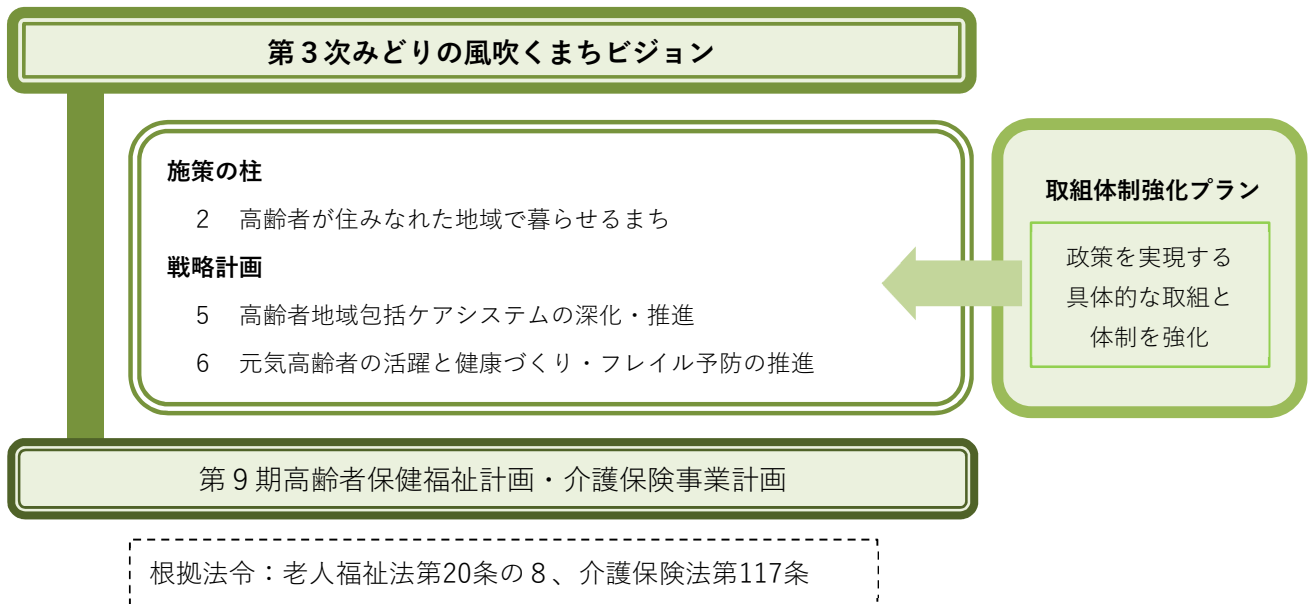 第３次みどりの風吹くまちビジョン
施策の柱
２　高齢者が住みなれた地域で暮らせるまち
戦略計画
５　高齢者地域包括ケアシステムの深化・推進
６　元気高齢者の活躍と健康づくり・フレイル予防の推進
取組体制強化プラン
政策を実現する
具体的な取組と
体制を強化
第９期高齢者保健福祉計画・介護保険事業計画
根拠法令：老人福祉法第20条の８、介護保険法第117条